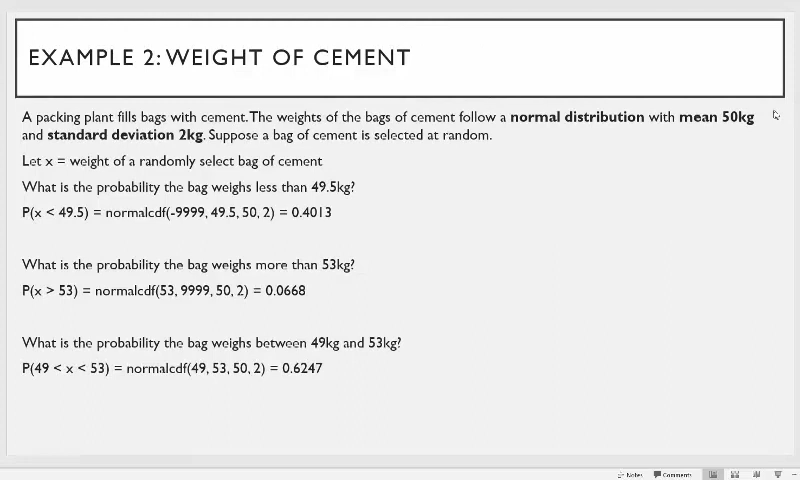 EXAMPLE 2: WEIGHT OF CEMENT
A packing plant fills bags with cement. The weights of the bags of cement follow a normal distribution with mean 50kg
and standard deviation 2kg. Suppose a bag of cement is selected at random.
Let x = weight of a randomly select bag of cement
What is the probability the bag weighs less than 49.5kg?
P(x < 49.5) = normalcdf(-9999, 49.5, 50, 2) = 0.4013
What is the probability the bag weighs more than 53kg?
P(x > 53) = normalcdf(53, 9999, 50, 2) = 0.0668
What is the probability the bag weighs between 49kg and 53kg?
P(49 < x < 53) = normalcdf(49, 53, 50, 2) = 0.6247
Notes Comments